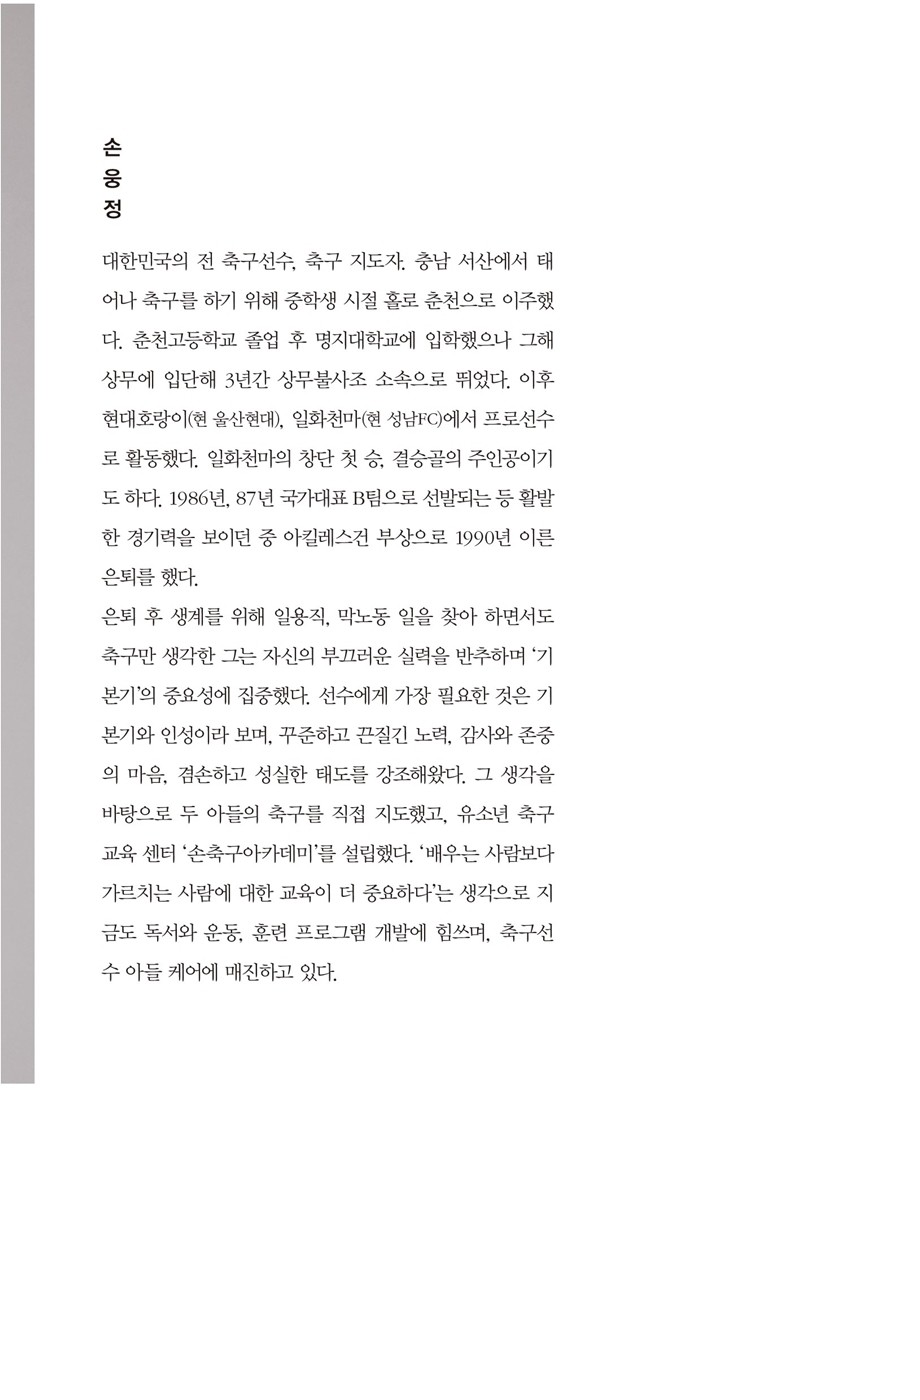 손
웅
정
대한민국의 전 축구선수, 축구 지도자. 충남 서산에서 태
어나 축구를 하기 위해 중학생 시절 홀로 춘천으로 이주했
다. 춘천고등학교 졸업 후 명지대학교에 입학했으나 그해
상무에 입단해 3년간 상무불사조 소속으로 뛰었다. 이후
현대호랑이(현 울산현대), 일화천마(현 성남FC)에서 프로선수
로 활동했다. 일화천마의 창단 첫 승, 결승골의 주인공이기
도 하다. 1986년, 87년 국가대표 B팀으로 선발되는 등 활발
한 경기력을 보이던 중 아킬레스건 부상으로 1990년 이른
은퇴를 했다.
은퇴 후 생계를 위해 일용직, 막노동 일을 찾아 하면서도
축구만 생각한 그는 자신의 부끄러운 실력을 반추하며 ‘기
본기’의 중요성에 집중했다. 선수에게 가장 필요한 것은 기
본기와 인성이라 보며, 꾸준하고 끈질긴 노력, 감사와 존중
의 마음, 겸손하고 성실한 태도를 강조해왔다. 그 생각을
바탕으로 두 아들의 축구를 직접 지도했고, 유소년 축구
교육 센터 ‘손축구아카데미’를 설립했다. ‘배우는 사람보다
가르치는 사람에 대한 교육이 더 중요하다’는 생각으로 지
금도 독서와 운동, 훈련 프로그램 개발에 힘쓰며, 축구선
수 아들 케어에 매진하고 있다.